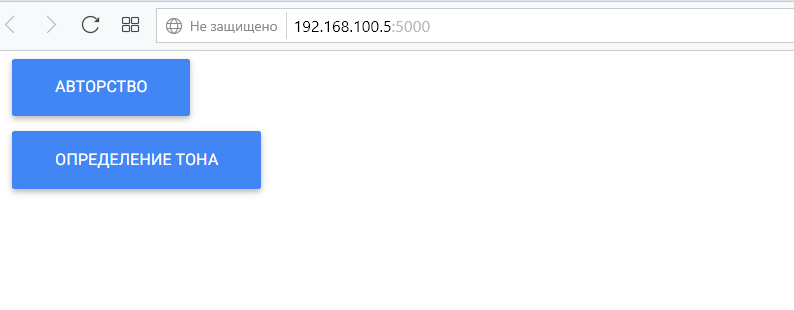 Не защищено 192.168.100.5:5000
АВТОРСТВО
ОПРЕДЕЛЕНИЕ ТОНА